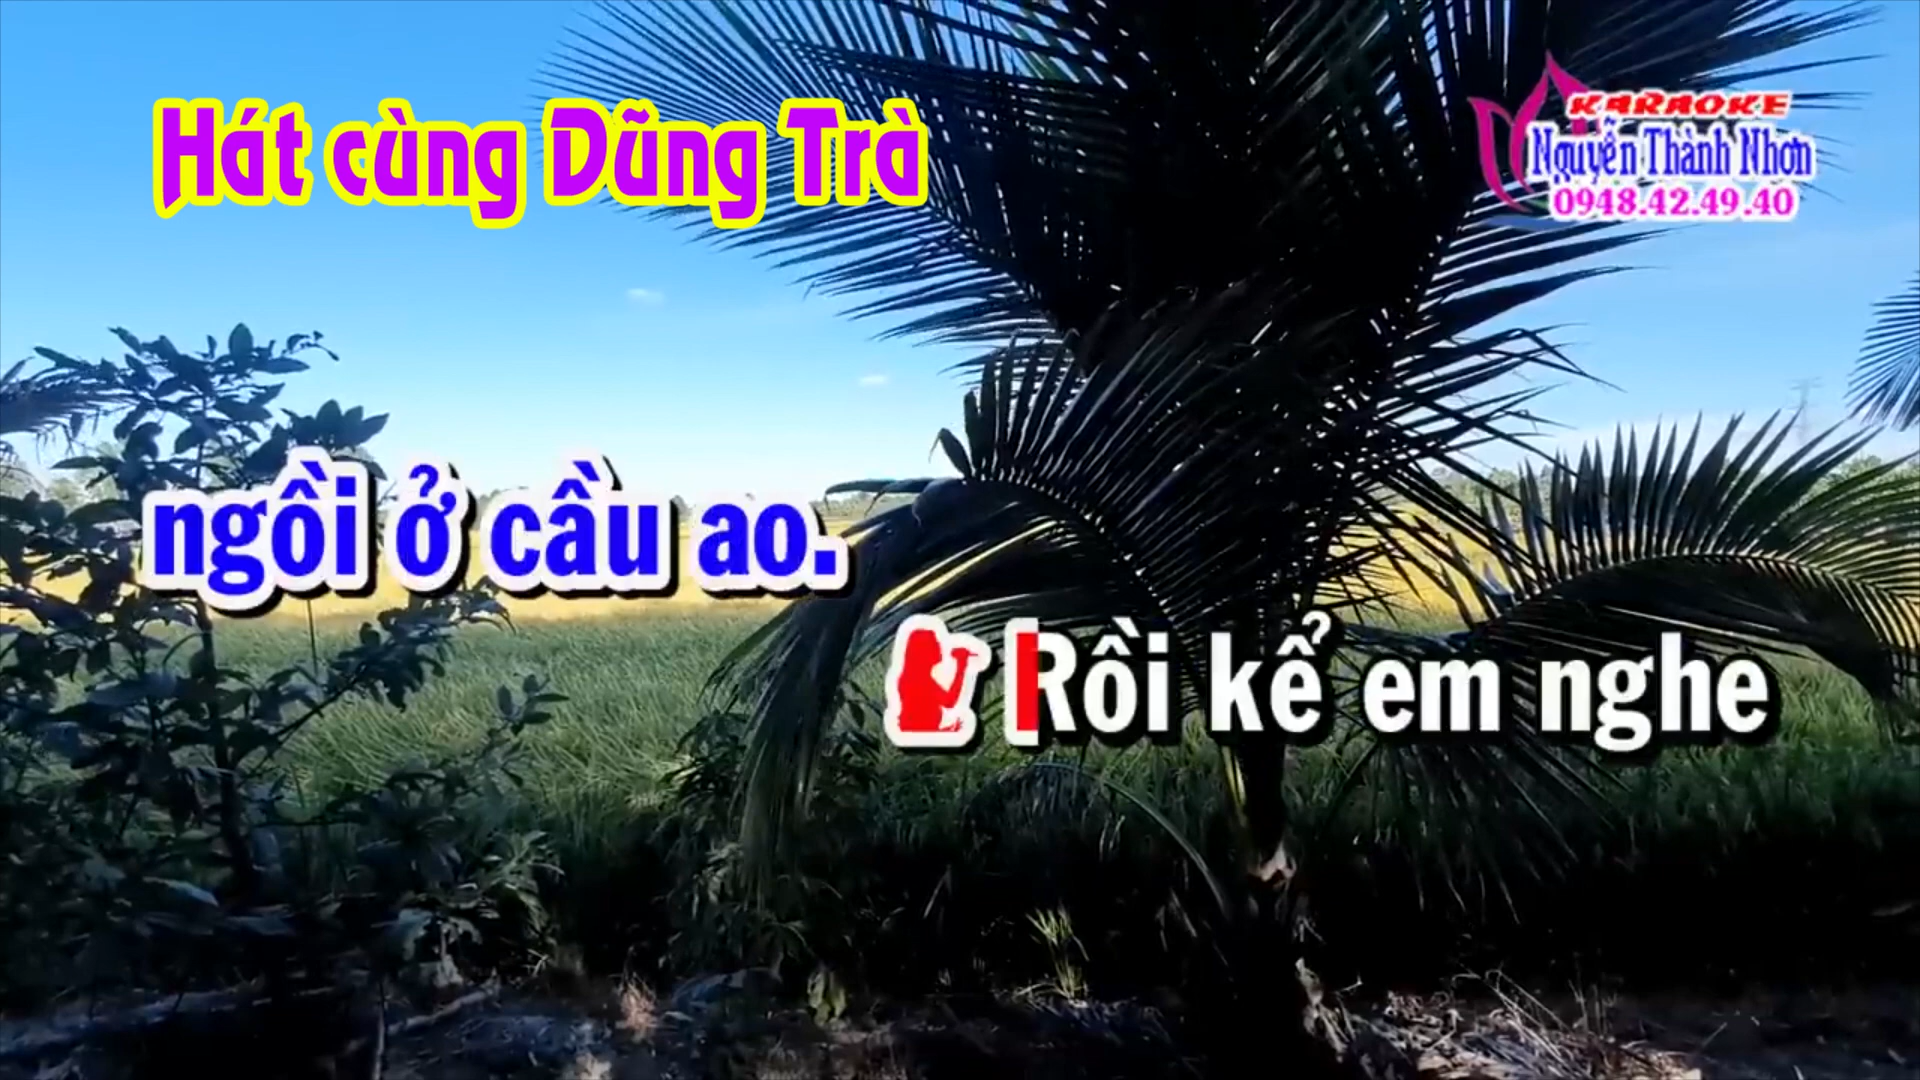 Hát cùng Dũng Trà
KARAOKE
Nguyễn Thành Nhơn
0948.42.49.40
ngồi ở cầu ao.
Rồi kể em nghe